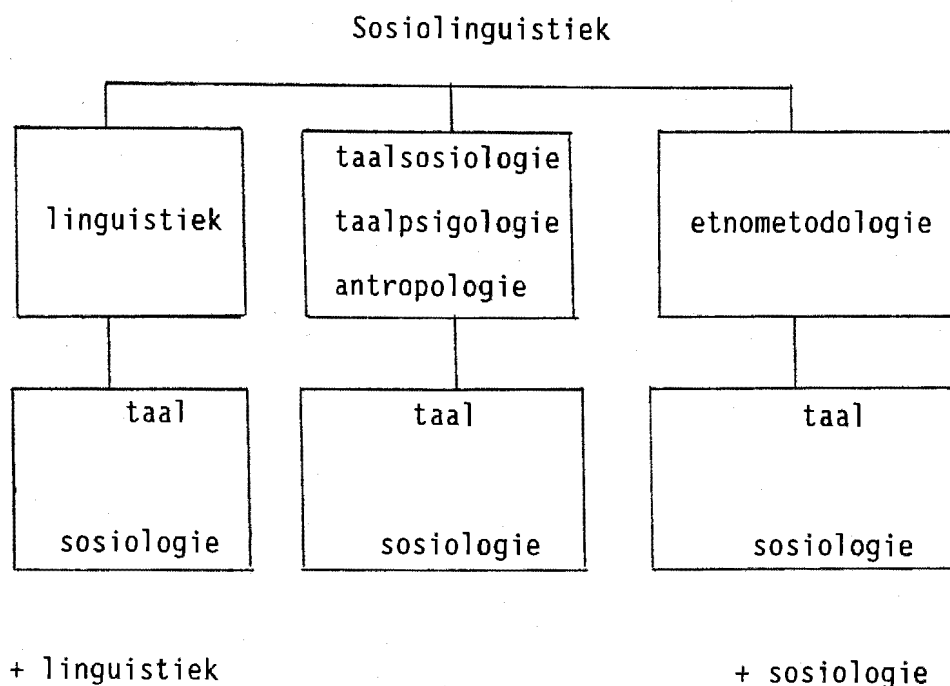 Sosiolinguistiek
linguistiek
taalsosiologie
taalpsigologie
antropologie
etnometodologie
taal
sosiologie
taal
sosiologie
taal
sosiologie
+ linguistiek
+ sosiologie